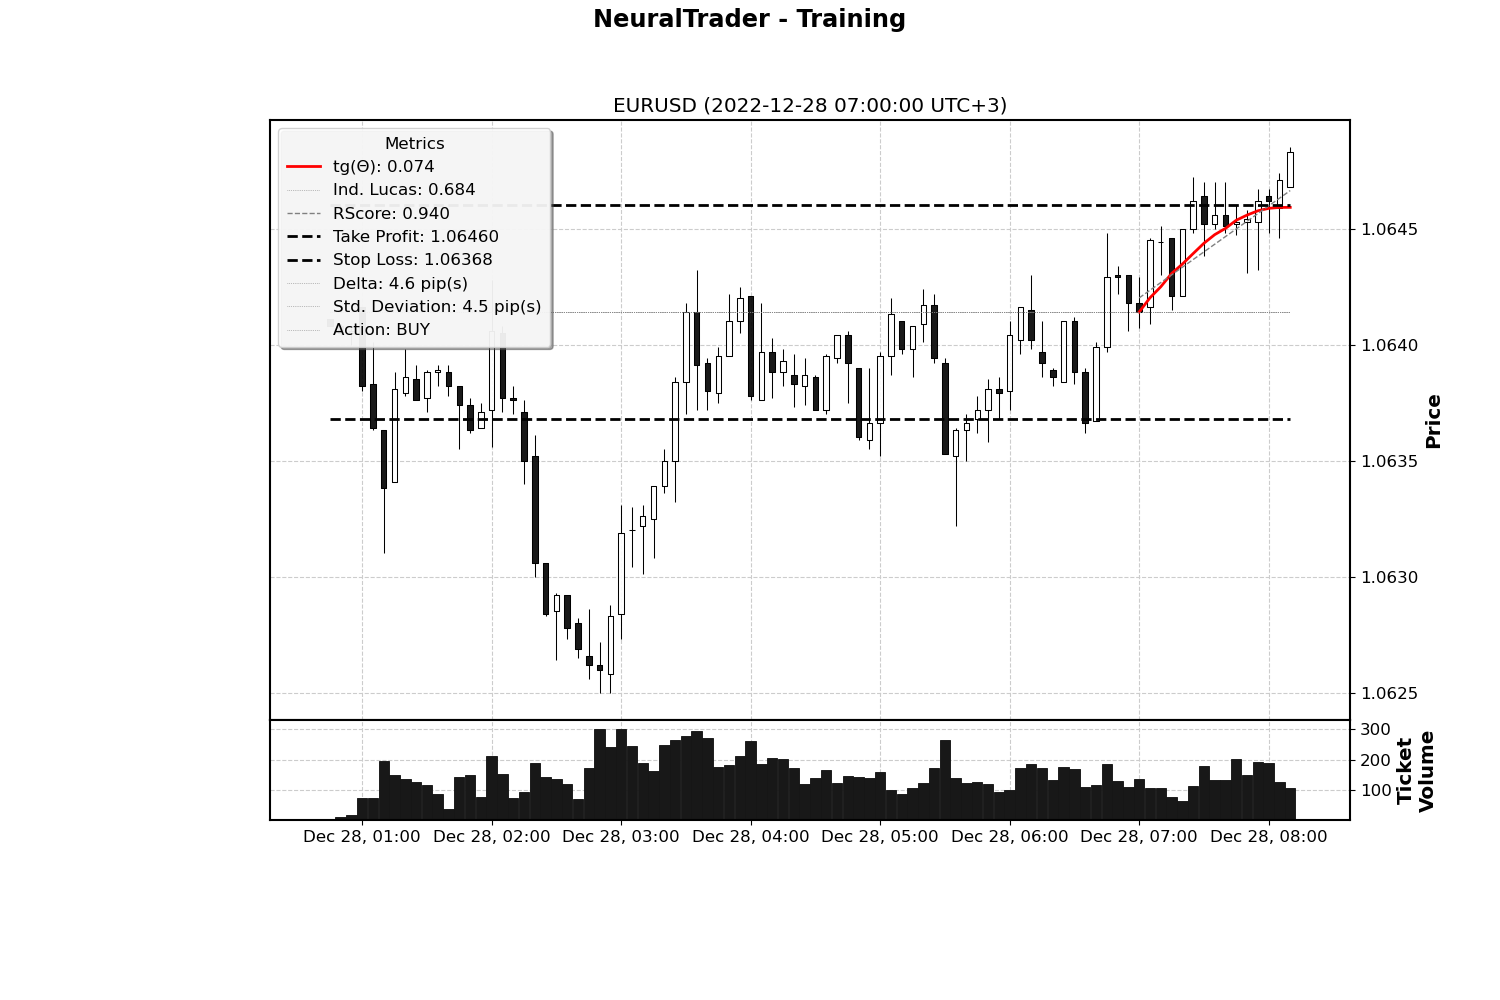 NeuralTrader - Training
EURUSD (2022-12-28 07:00:00 UTC+3)
Metrics
tg(Θ): 0.074
Ind. Lucas: 0.684
RScore: 0.940
Take Profit: 1.06460
Stop Loss: 1.06368
Delta: 4.6 pip(s)
Std. Deviation: 4.5 pip(s)
Action: BUY
1.0645
1.0640
1.0635
1.0630
1.0625
Price
300
200
100
Ticket
Volume
Dec 28, 01:00 Dec 28, 02:00 Dec 28, 03:00 Dec 28, 04:00 Dec 28, 05:00 Dec 28, 06:00 Dec 28, 07:00 Dec 28, 08:00